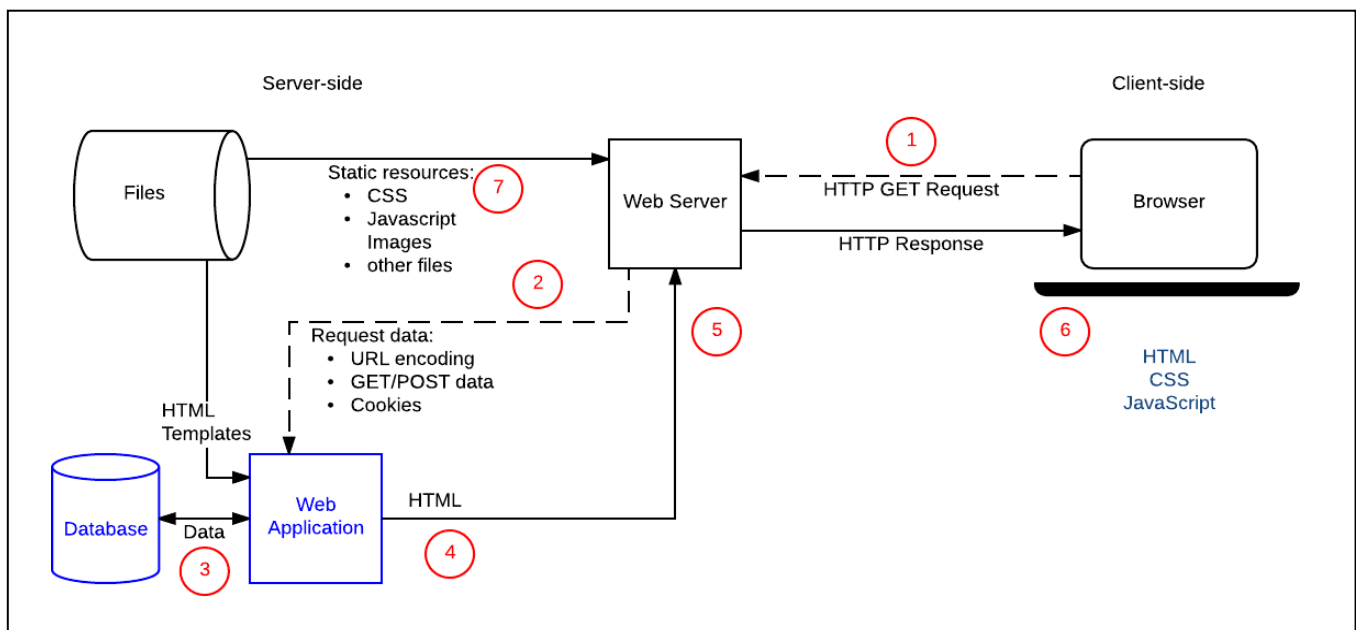 Server-side
Client-side
1
Files
Static resources:
• CSS
• Javascript
Images
• other files
7
Web Server
HTTP GET Request
HTTP Response
Browser
2
Request data:
• URL encoding
• GET/POST data
• Cookies
5
6
HTML
CSS
JavaScript
HTML
Templates
Database
Data
3
Web
Application
HTML
4